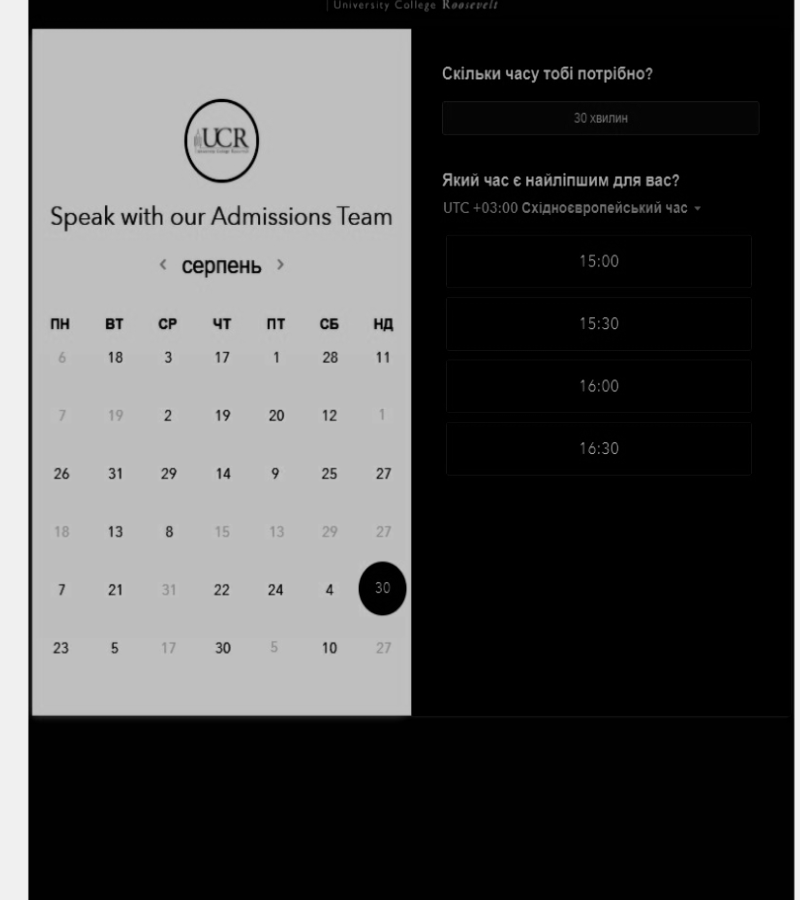 | University College Roosevelt
UCR
Speak with our Admissions Team
‹ серпень ›
ПН ВТ СР ЧТ ПТ СБ НД
6 18 3 17 1 28 11
7 19 2 19 20 12 1
26 31 29 14 9 25 27
18 13 8 15 13 29 27
7 21 31 22 24 4 30
23 5 17 30 5 10 27
Скільки часу тобі потрібно?
30 хвилин
Який час є найліпшим для вас?
UTC +03:00 Східноєвропейський час
15:00
15:30
16:00
16:30